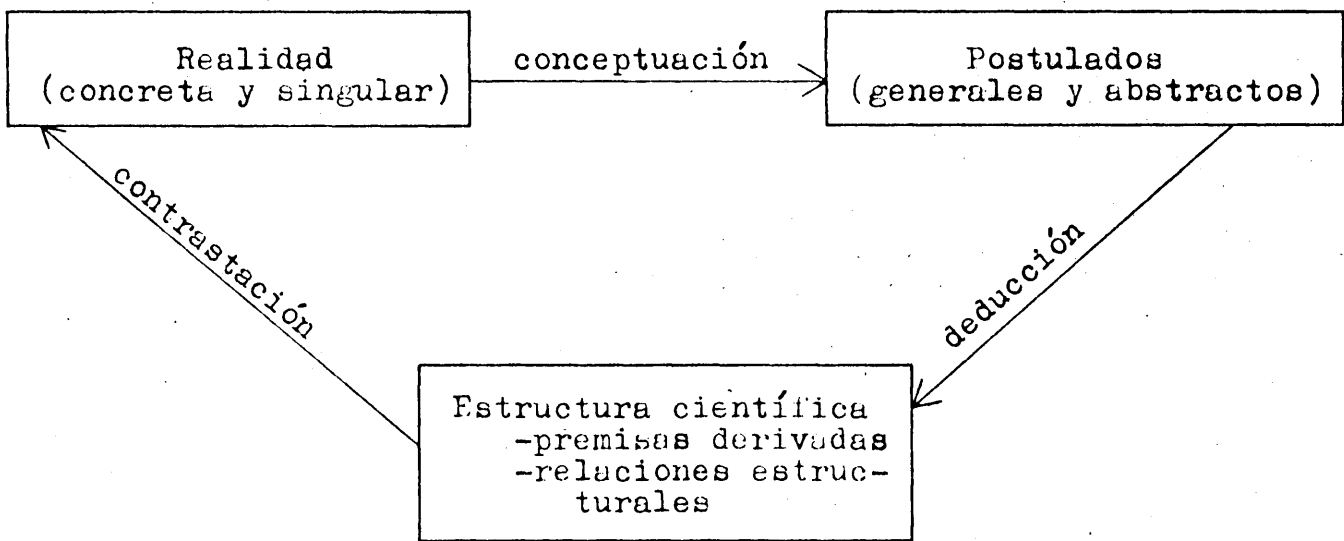 Realidad
(concreta y singular)
conceptuación
Postulados
(generales y abstractos)
contrastación
deducción
Estructura científica
-premisas derivadas
-relaciones estruc-
turales